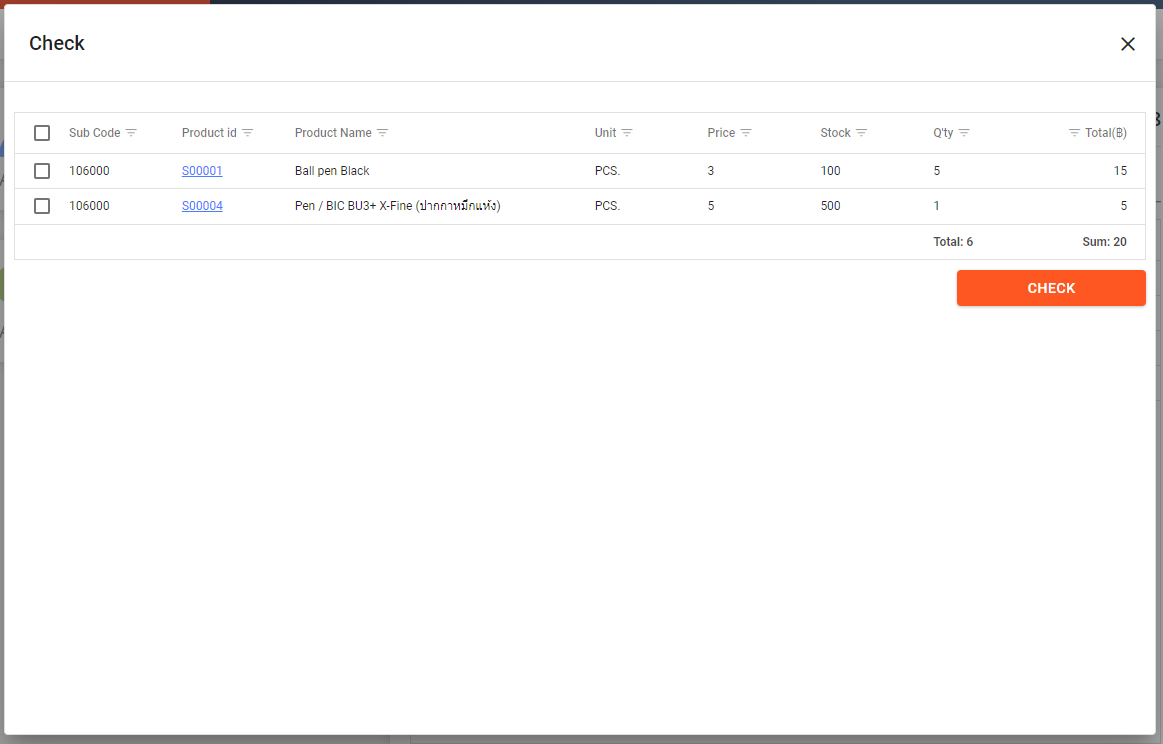 Check
Sub Code Product id Product Name Unit Price Stock Q'ty Total(฿)
106000 S00001 Ball pen Black PCS. 3 100 5 15
106000 S00004 Pen / BIC BU3+ X-Fine (ปากกาหมึกแห้ง) PCS. 5 500 1 5
Total: 6 Sum: 20
CHECK